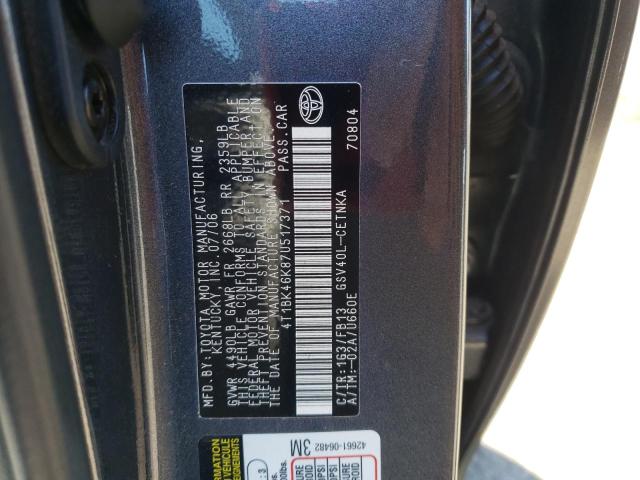 MFD.BY:TOYOTA MOTOR MANUFACTURING,
KENTUCKY, INC. 07/06
GVWR 4490LB GAWR FR 2668LB RR 2359LB
THIS VEHICLE CONFORMS TO ALL APPLICABLE
FEDERAL MOTOR VEHICLE SAFETY, BUMPER, AND
THEFT PREVENTION STANDARDS IN EFFECT ON
THE DATE OF MANUFACTURE SHOWN ABOVE.
4T1BK46K87U517371 PASS.CAR
C/TR:1G3/FB13 GSV40L-CETNKA
A/TM:-02A/U660E 70804
42661-06482
3M